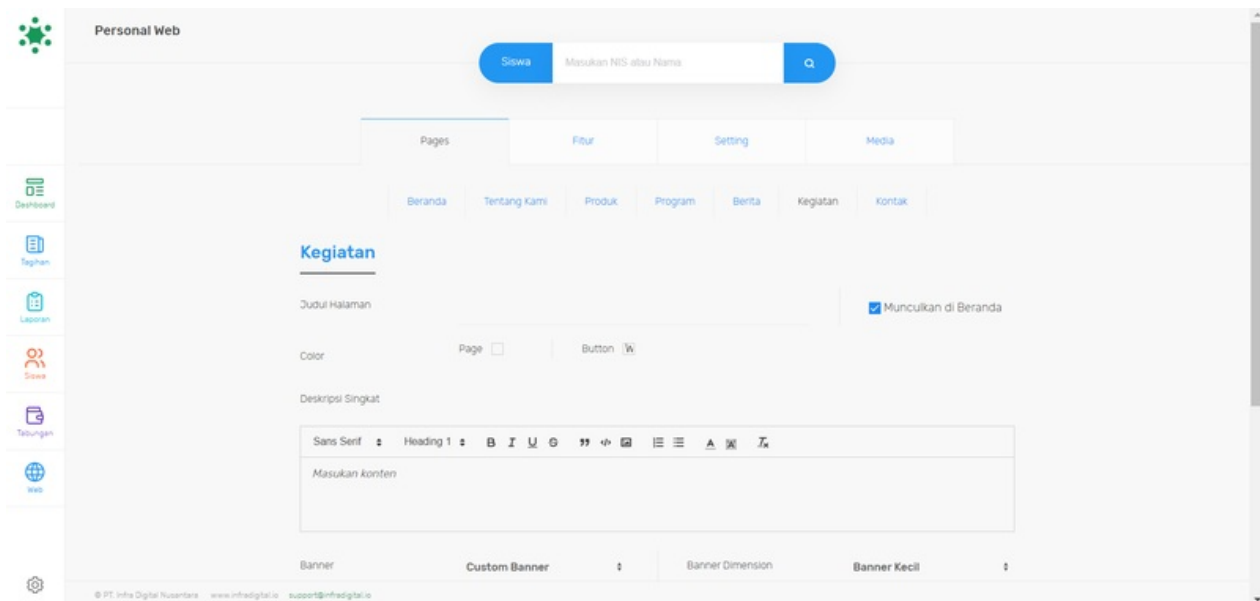 Personal Web
Siswa Masukan NIS atau Nama
Pages Fitur Setting Media
Dashboard
Beranda Tentang Kami Produk Program Berita Kegiatan Kontak
Tagihan
Kegiatan
Laporan
Judul Halaman Munculkan di Beranda
Color Page Button
Siswa
Deskripsi Singkat
Tabungan
Sans Serif Heading 1 B I U S
Masukan konten
Web
Banner Custom Banner Banner Dimension Banner Kecil
© PT. Infra Digital Nusantara www.infradigital.io support@infradigital.io